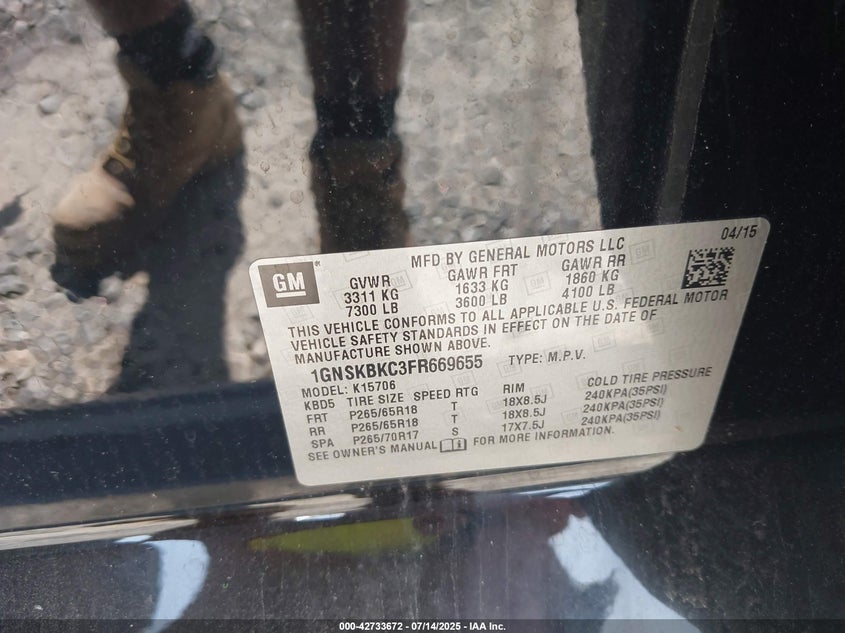 04/15
MFD BY GENERAL MOTORS LLC
GM
GVWR GAWR FRT GAWR RR
3311 KG 1633 KG 1860 KG
7300 LB 3600 LB 4100 LB
THIS VEHICLE CONFORMS TO ALL APPLICABLE U.S. FEDERAL MOTOR
VEHICLE SAFETY STANDARDS IN EFFECT ON THE DATE OF
MANUFACTURE SHOWN ABOVE.
1GNSKBKC3FR669655 TYPE: M.P.V.
MODEL: K15706
KBD5 TIRE SIZE SPEED RTG RIM COLD TIRE PRESSURE
FRT P265/65R18 T 18X8.5J 240KPA(35PSI)
RR P265/65R18 T 18X8.5J 240KPA(35PSI)
SPA P265/70R17 S 17X7.5J 240KPA(35PSI)
SEE OWNER'S MANUAL FOR MORE INFORMATION.
000-42733672 / 07/14/2025 - IAA Inc.